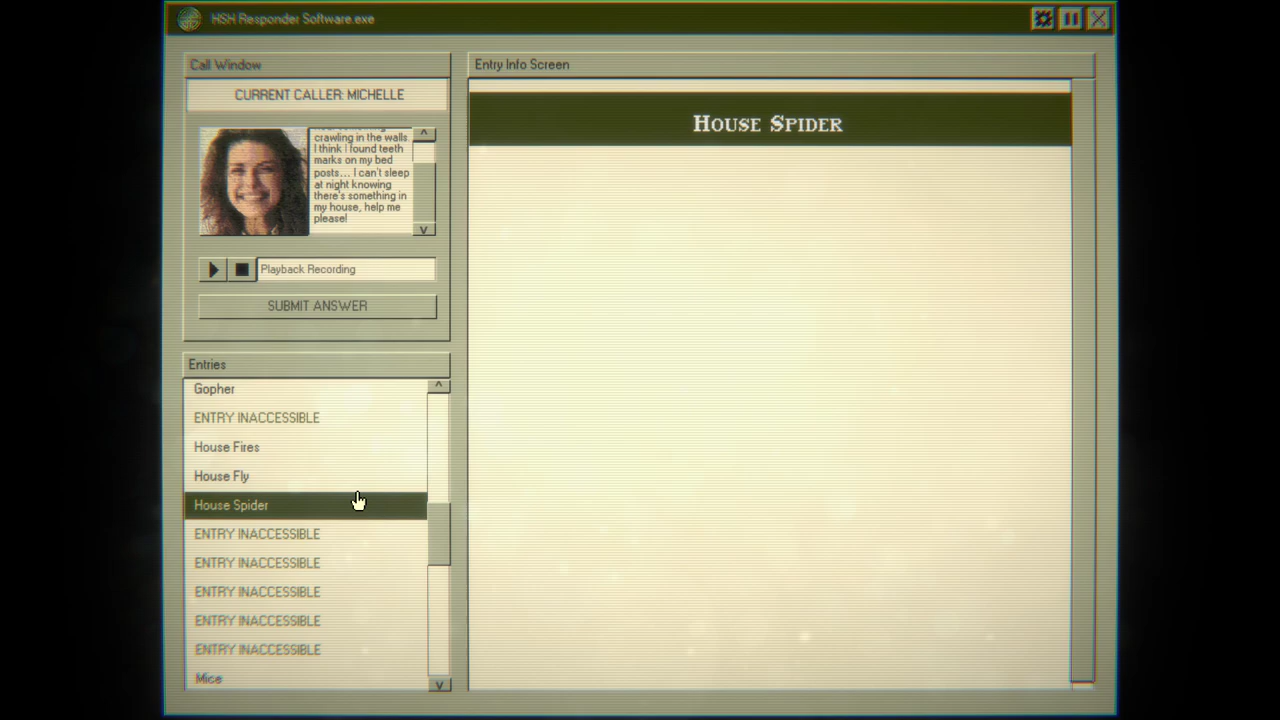 HSH Responder Software.exe
Call Window
CURRENT CALLER: MICHELLE
crawling in the walls
I think i found teeth
marks on my bed
posts... I can't sleep
at night knowing
there's something in
my house, help me
please!
Playback Recording
SUBMIT ANSWER
Entries
Gopher
ENTRY INACCESSIBLE
House Fires
House Fly
House Spider
ENTRY INACCESSIBLE
ENTRY INACCESSIBLE
ENTRY INACCESSIBLE
ENTRY INACCESSIBLE
ENTRY INACCESSIBLE
Mice
Entry Info Screen
House Spider